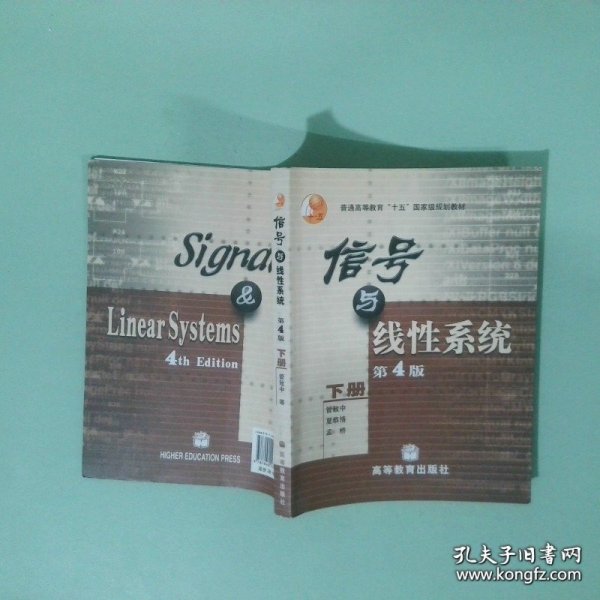 普通高等教育“十五”国家级规划教材
信号
与
线性系统
第4版
下册
管致中
夏恭恪
孟桥
高等教育出版社
信号
与
线性系统
第4版
下册
管致中 等
高等教育出版社
Signal
&
Linear Systems
4th Edition
HIGHER EDUCATION PRESS
孔夫子旧书网
www.kongfz.com